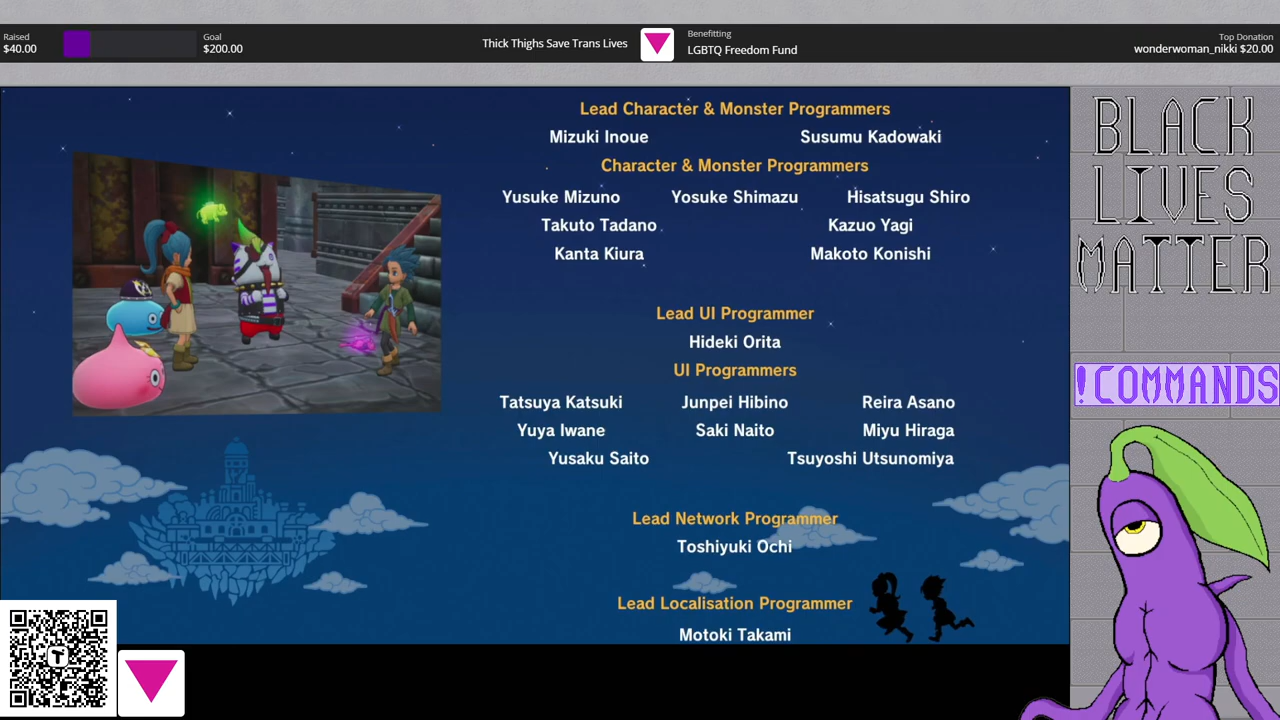 Raised
$40.00
Goal
$200.00
Thick Thighs Save Trans Lives
Benefitting
LGBTQ Freedom Fund
Top Donation
wonderwoman_nikki $20.00
Lead Character & Monster Programmers
Mizuki Inoue Susumu Kadowaki
Character & Monster Programmers
Yusuke Mizuno Yosuke Shimazu Hisatsugu Shiro
Takuto Tadano Kazuo Yagi
Kanta Kiura Makoto Konishi
Lead UI Programmer
Hideki Orita
UI Programmers
Tatsuya Katsuki Junpei Hibino Reira Asano
Yuya Iwane Saki Naito Miyu Hiraga
Yusaku Saito Tsuyoshi Utsunomiya
Lead Network Programmer
Toshiyuki Ochi
Lead Localisation Programmer
Motoki Takami
BLACK
LIVES
MATTER
!COMMANDS
T